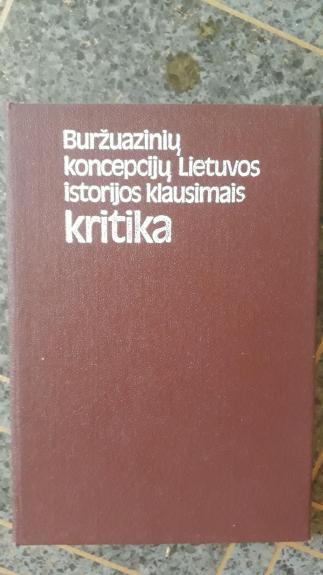 Buržuazinių
koncepcijų Lietuvos
istorijos klausimais
kritika